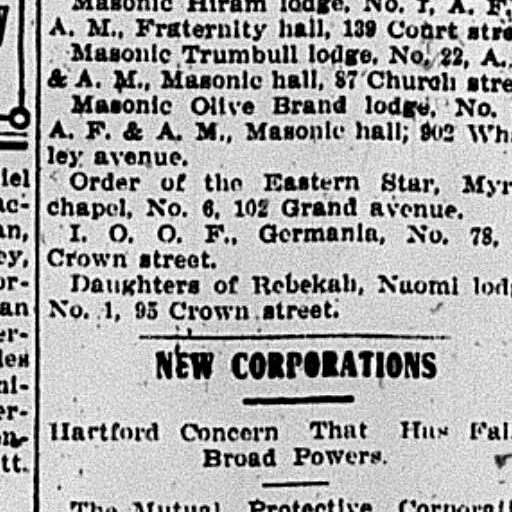 Masonic Hiram lodge, No. 1, A. F.
A. M., Fraternity hall, 139 Court stre
Masonic Trumbull lodge, No. 22, A.
& A. M., Masonic hall, 87 Church stre
Masonic Olive Brand lodge, No.
A. F. & A. M., Masonic hall; 902 Wh
ley avenue.
Order of the Eastern Star, Myr
chapel, No. 6, 102 Grand avenue.
I. O. O. F., Germania, No. 78,
Crown street.
Daughters of Rebekah, Naomi lod
No. 1, 95 Crown street.
NEW CORPORATIONS
Hartford Concern That Has Fai
Broad Powers.
The Mutual Protective Corporati
iel
ac-
an,
ey,
or-
an
er-
les
ni-
er-
en-
tt.